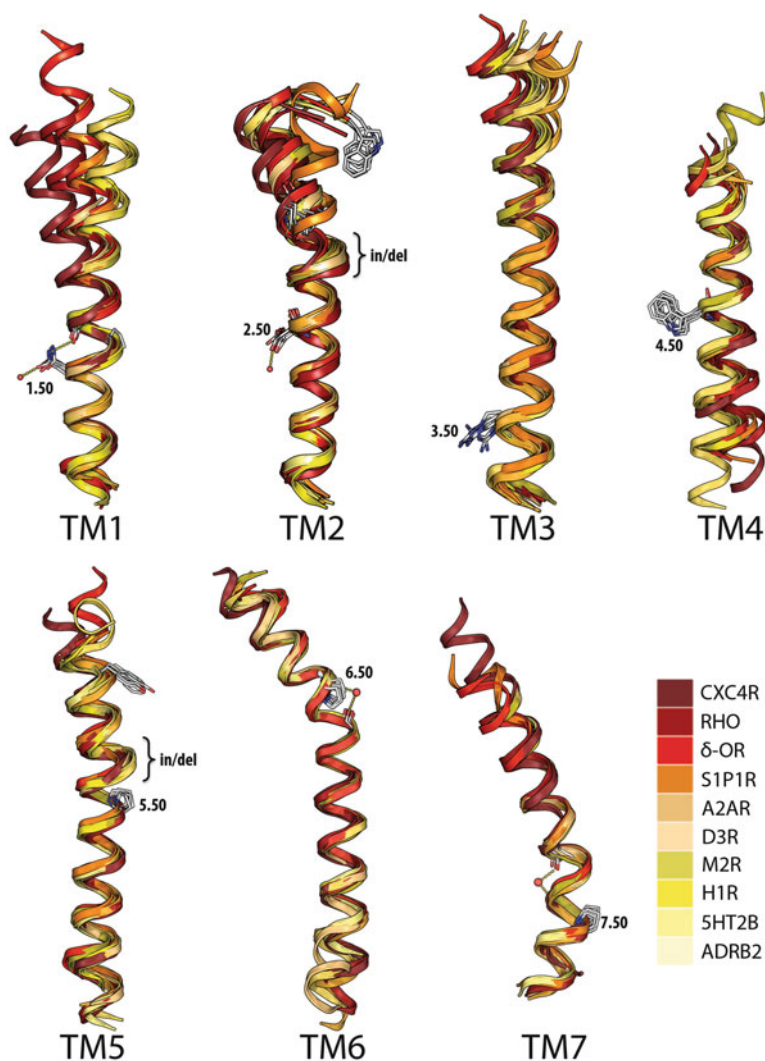 in/del
2.50
1.50
3.50
4.50
TM1
TM2
TM3
TM4
6.50
in/del
5.50
7.50
CXC4R
RHO
δ-OR
S1P1R
A2AR
D3R
M2R
H1R
5HT2B
ADRB2
TM5
TM6
TM7